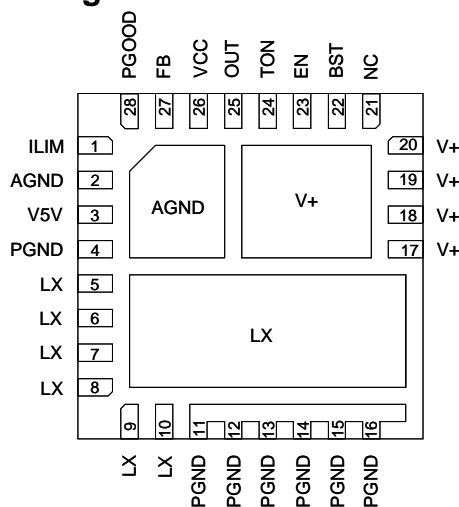 PGOOD FB VCC OUT TON EN BST NC
28 27 26 25 24 23 22 21
ILIM 1
AGND 2
V5V 3
PGND 4
LX 5
LX 6
LX 7
LX 8
AGND
V+
LX
20 V+
19 V+
18 V+
17 V+
9 10 11 12 13 14 15 16
LX LX PGND PGND PGND PGND PGND PGND